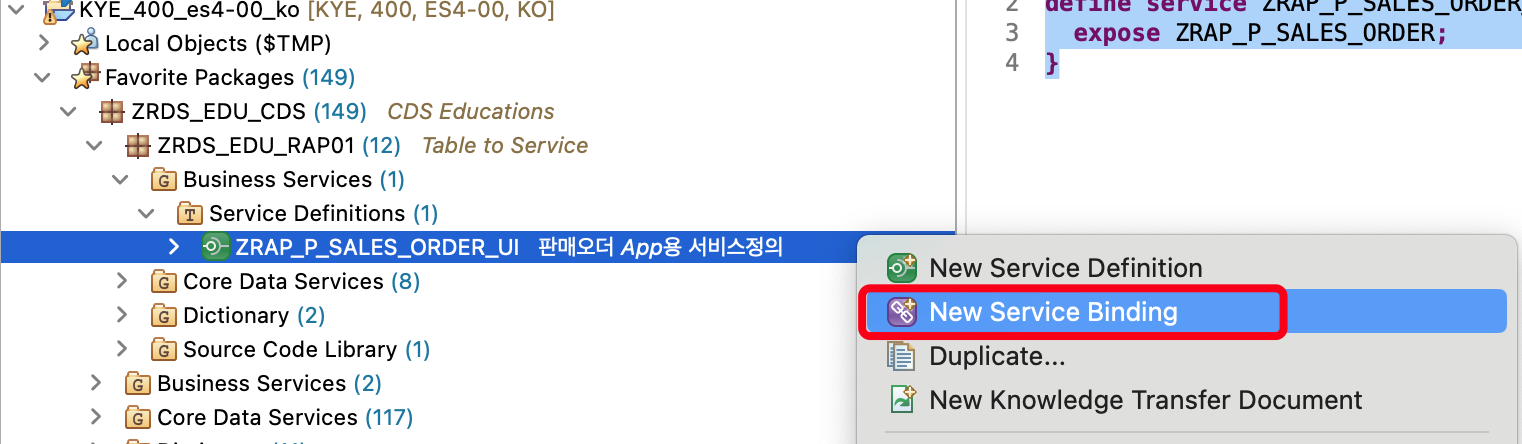 KYE_400_es4-00_ko [KYE, 400, ES4-00, KO]
Local Objects ($TMP)
Favorite Packages (149)
ZRDS_EDU_CDS (149) CDS Educations
ZRDS_EDU_RAP01 (12) Table to Service
Business Services (1)
Service Definitions (1)
ZRAP_P_SALES_ORDER_UI 판매오더 App용 서비스정의
Core Data Services (8)
Dictionary (2)
Source Code Library (1)
Business Services (2)
Core Data Services (117)
2 define service ZRAP_P_SALES_ORDER_
3 expose ZRAP_P_SALES_ORDER;
4 }
New Service Definition
New Service Binding
Duplicate...
New Knowledge Transfer Document